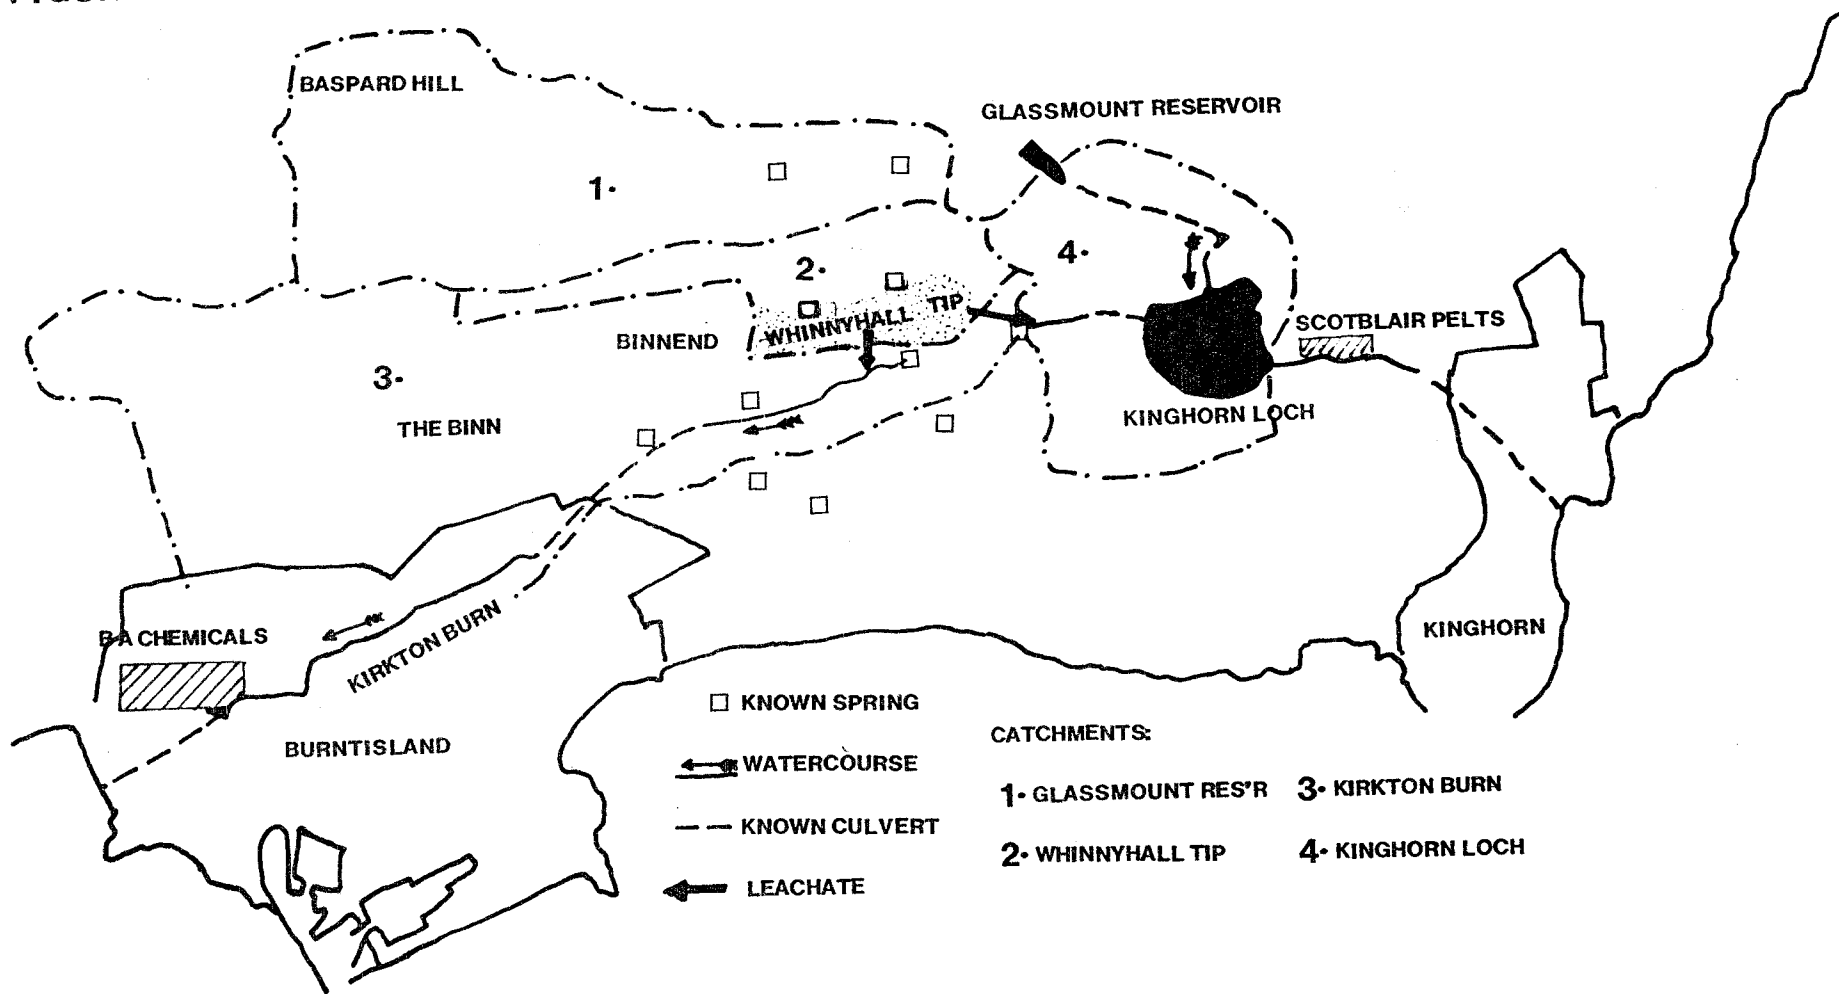 BASPARD HILL
GLASSMOUNT RESERVOIR
1·
2·
4·
WHINNYHALL TIP
BINNEND
SCOTBLAIR PELTS
3·
THE BINN
KINGHORN LOCH
B A CHEMICALS
KIRKTON BURN
KINGHORN
BURNTISLAND
KNOWN SPRING
WATERCOURSE
KNOWN CULVERT
LEACHATE
CATCHMENTS:
1· GLASSMOUNT RES'R
3· KIRKTON BURN
2· WHINNYHALL TIP
4· KINGHORN LOCH